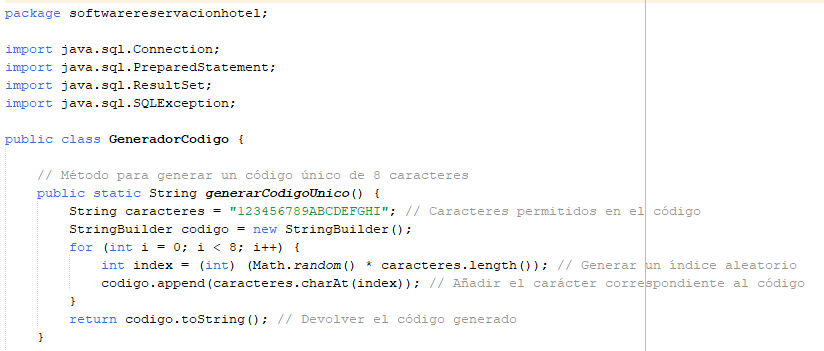 package softwarereservacionhotel;
import java.sql.Connection;
import java.sql.PreparedStatement;
import java.sql.ResultSet;
import java.sql.SQLException;
public class GeneradorCodigo {
// Método para generar un código único de 8 caracteres
public static String generarCodigoUnico() {
String caracteres = "123456789ABCDEFGHI"; // Caracteres permitidos en el código
StringBuilder codigo = new StringBuilder();
for (int i = 0; i < 8; i++) {
int index = (int) (Math.random() * caracteres.length()); // Generar un índice aleatorio
codigo.append(caracteres.charAt(index)); // Añadir el carácter correspondiente al código
}
return codigo.toString(); // Devolver el código generado
}